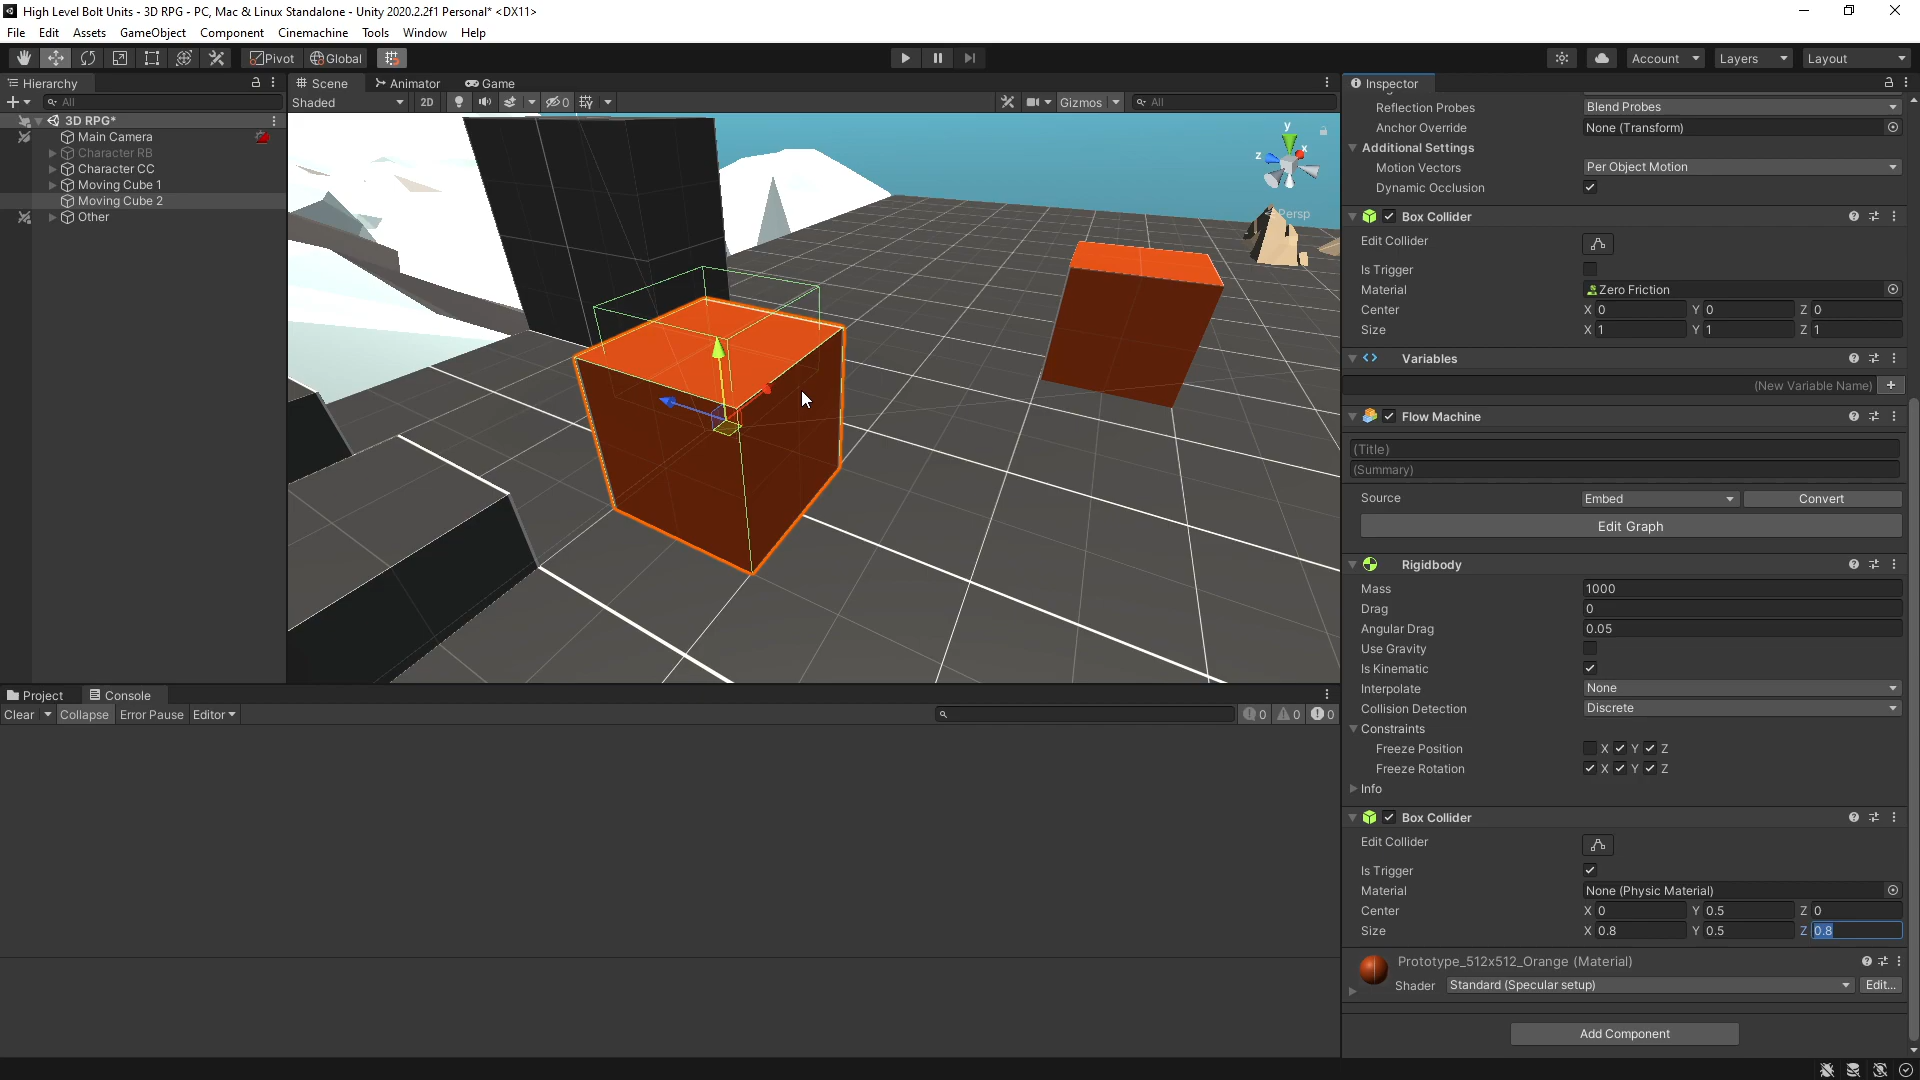 High Level Bolt Units - 3D RPG - PC, Mac & Linux Standalone - Unity 2020.2.2f1 Personal* <DX11>
File Edit Assets GameObject Component Cinemachine Tools Window Help
Pivot Global Account Layers Layout
Hierarchy
All
3D RPG*
Main Camera
Character RB
Character CC
Moving Cube 1
Moving Cube 2
Other
Scene Animator Game
Shaded 2D 0 Gizmos All
y
x
z
Persp
Project Console
Clear Collapse Error Pause Editor 0 0 0
Inspector
Reflection Probes Blend Probes
Anchor Override None (Transform)
Additional Settings
Motion Vectors Per Object Motion
Dynamic Occlusion
Box Collider
Edit Collider
Is Trigger
Material Zero Friction
Center X 0 Y 0 Z 0
Size X 1 Y 1 Z 1
Variables
(New Variable Name)
Flow Machine
(Title)
(Summary)
Source Embed Convert
Edit Graph
Rigidbody
Mass 1000
Drag 0
Angular Drag 0.05
Use Gravity
Is Kinematic
Interpolate None
Collision Detection Discrete
Constraints
Freeze Position X Y Z
Freeze Rotation X Y Z
Info
Box Collider
Edit Collider
Is Trigger
Material None (Physic Material)
Center X 0 Y 0.5 Z 0
Size X 0.8 Y 0.5 Z 0.8
Prototype_512x512_Orange (Material)
Shader Standard (Specular setup) Edit...
Add Component